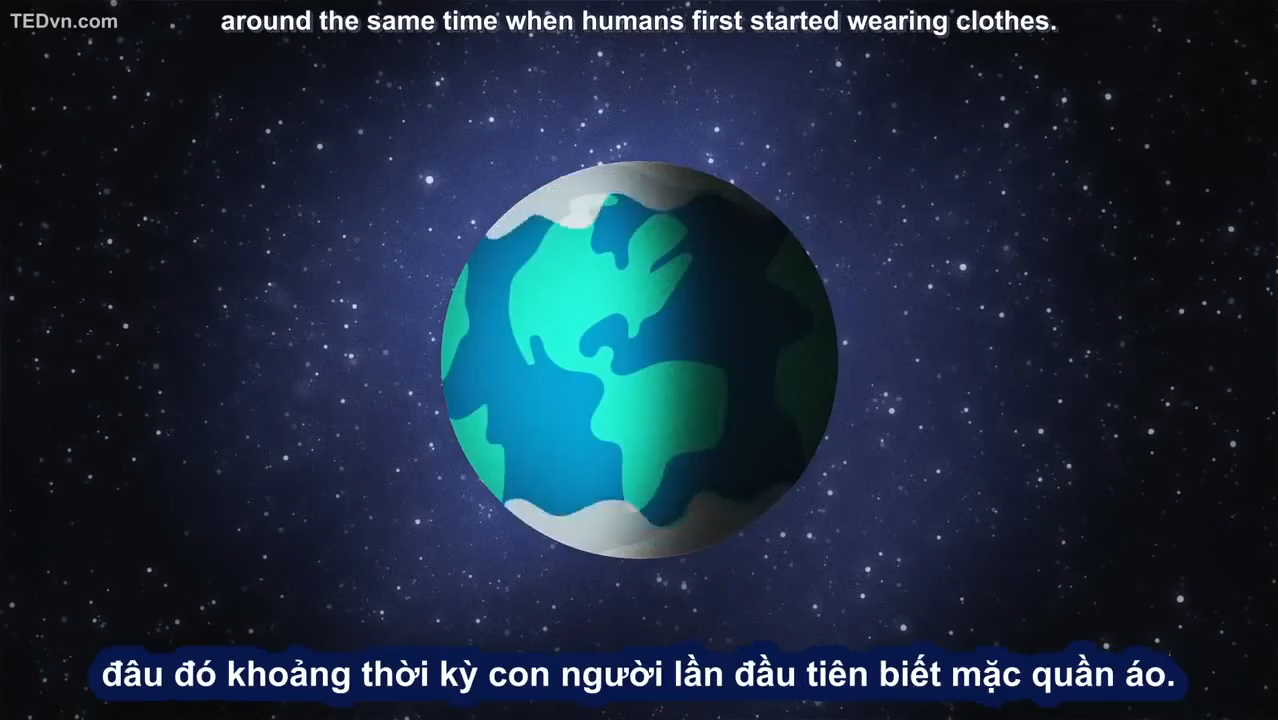 TEDvn.com
around the same time when humans first started wearing clothes.
đâu đó khoảng thời kỳ con người lần đầu tiên biết mặc quần áo.